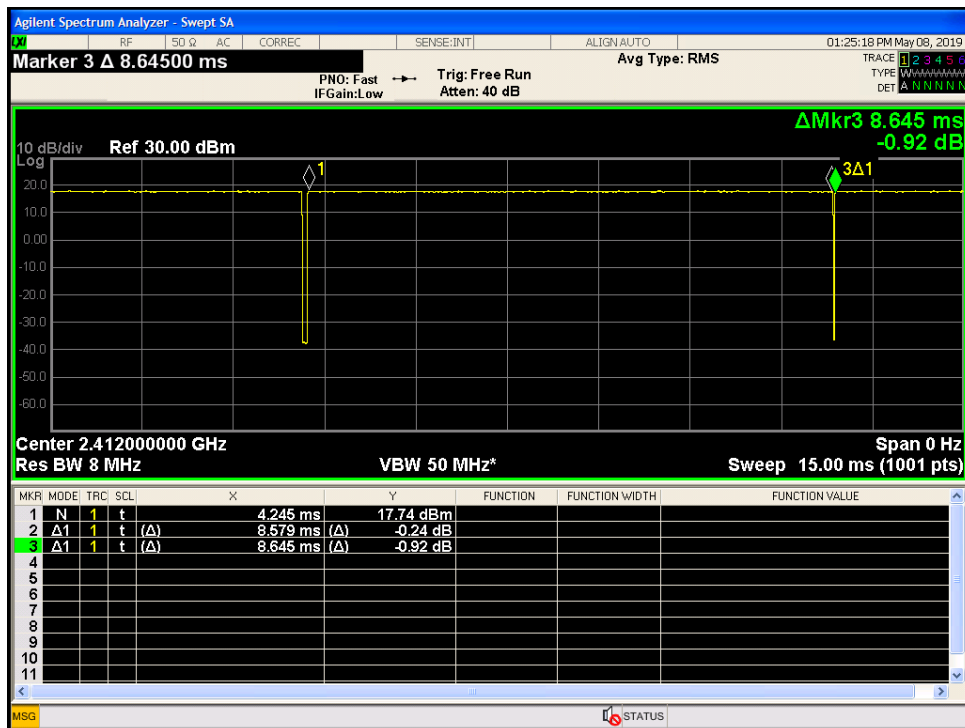 Agilent Spectrum Analyzer - Swept SA
LXI RF 50 Ω AC CORREC SENSE:INT ALIGN AUTO 01:25:18 PM May 08, 2019
Marker 3 Δ 8.64500 ms
PNO: Fast
IFGain:Low
Trig: Free Run
Atten: 40 dB
Avg Type: RMS
TRACE 1 2 3 4 5 6
TYPE WWWWWW
DET A N N N N N
ΔMkr3 8.645 ms
-0.92 dB
10 dB/div Ref 30.00 dBm
Log
1
3Δ1
20.0
10.0
0.00
-10.0
-20.0
-30.0
-40.0
-50.0
-60.0
Center 2.412000000 GHz Span 0 Hz
Res BW 8 MHz VBW 50 MHz* Sweep 15.00 ms (1001 pts)
MKR MODE TRC SCL X Y FUNCTION FUNCTION WIDTH FUNCTION VALUE
1 N 1 t 4.245 ms 17.74 dBm
2 Δ1 1 t (Δ) 8.579 ms (Δ) -0.24 dB
3 Δ1 1 t (Δ) 8.645 ms (Δ) -0.92 dB
4
5
6
7
8
9
10
11
MSG STATUS